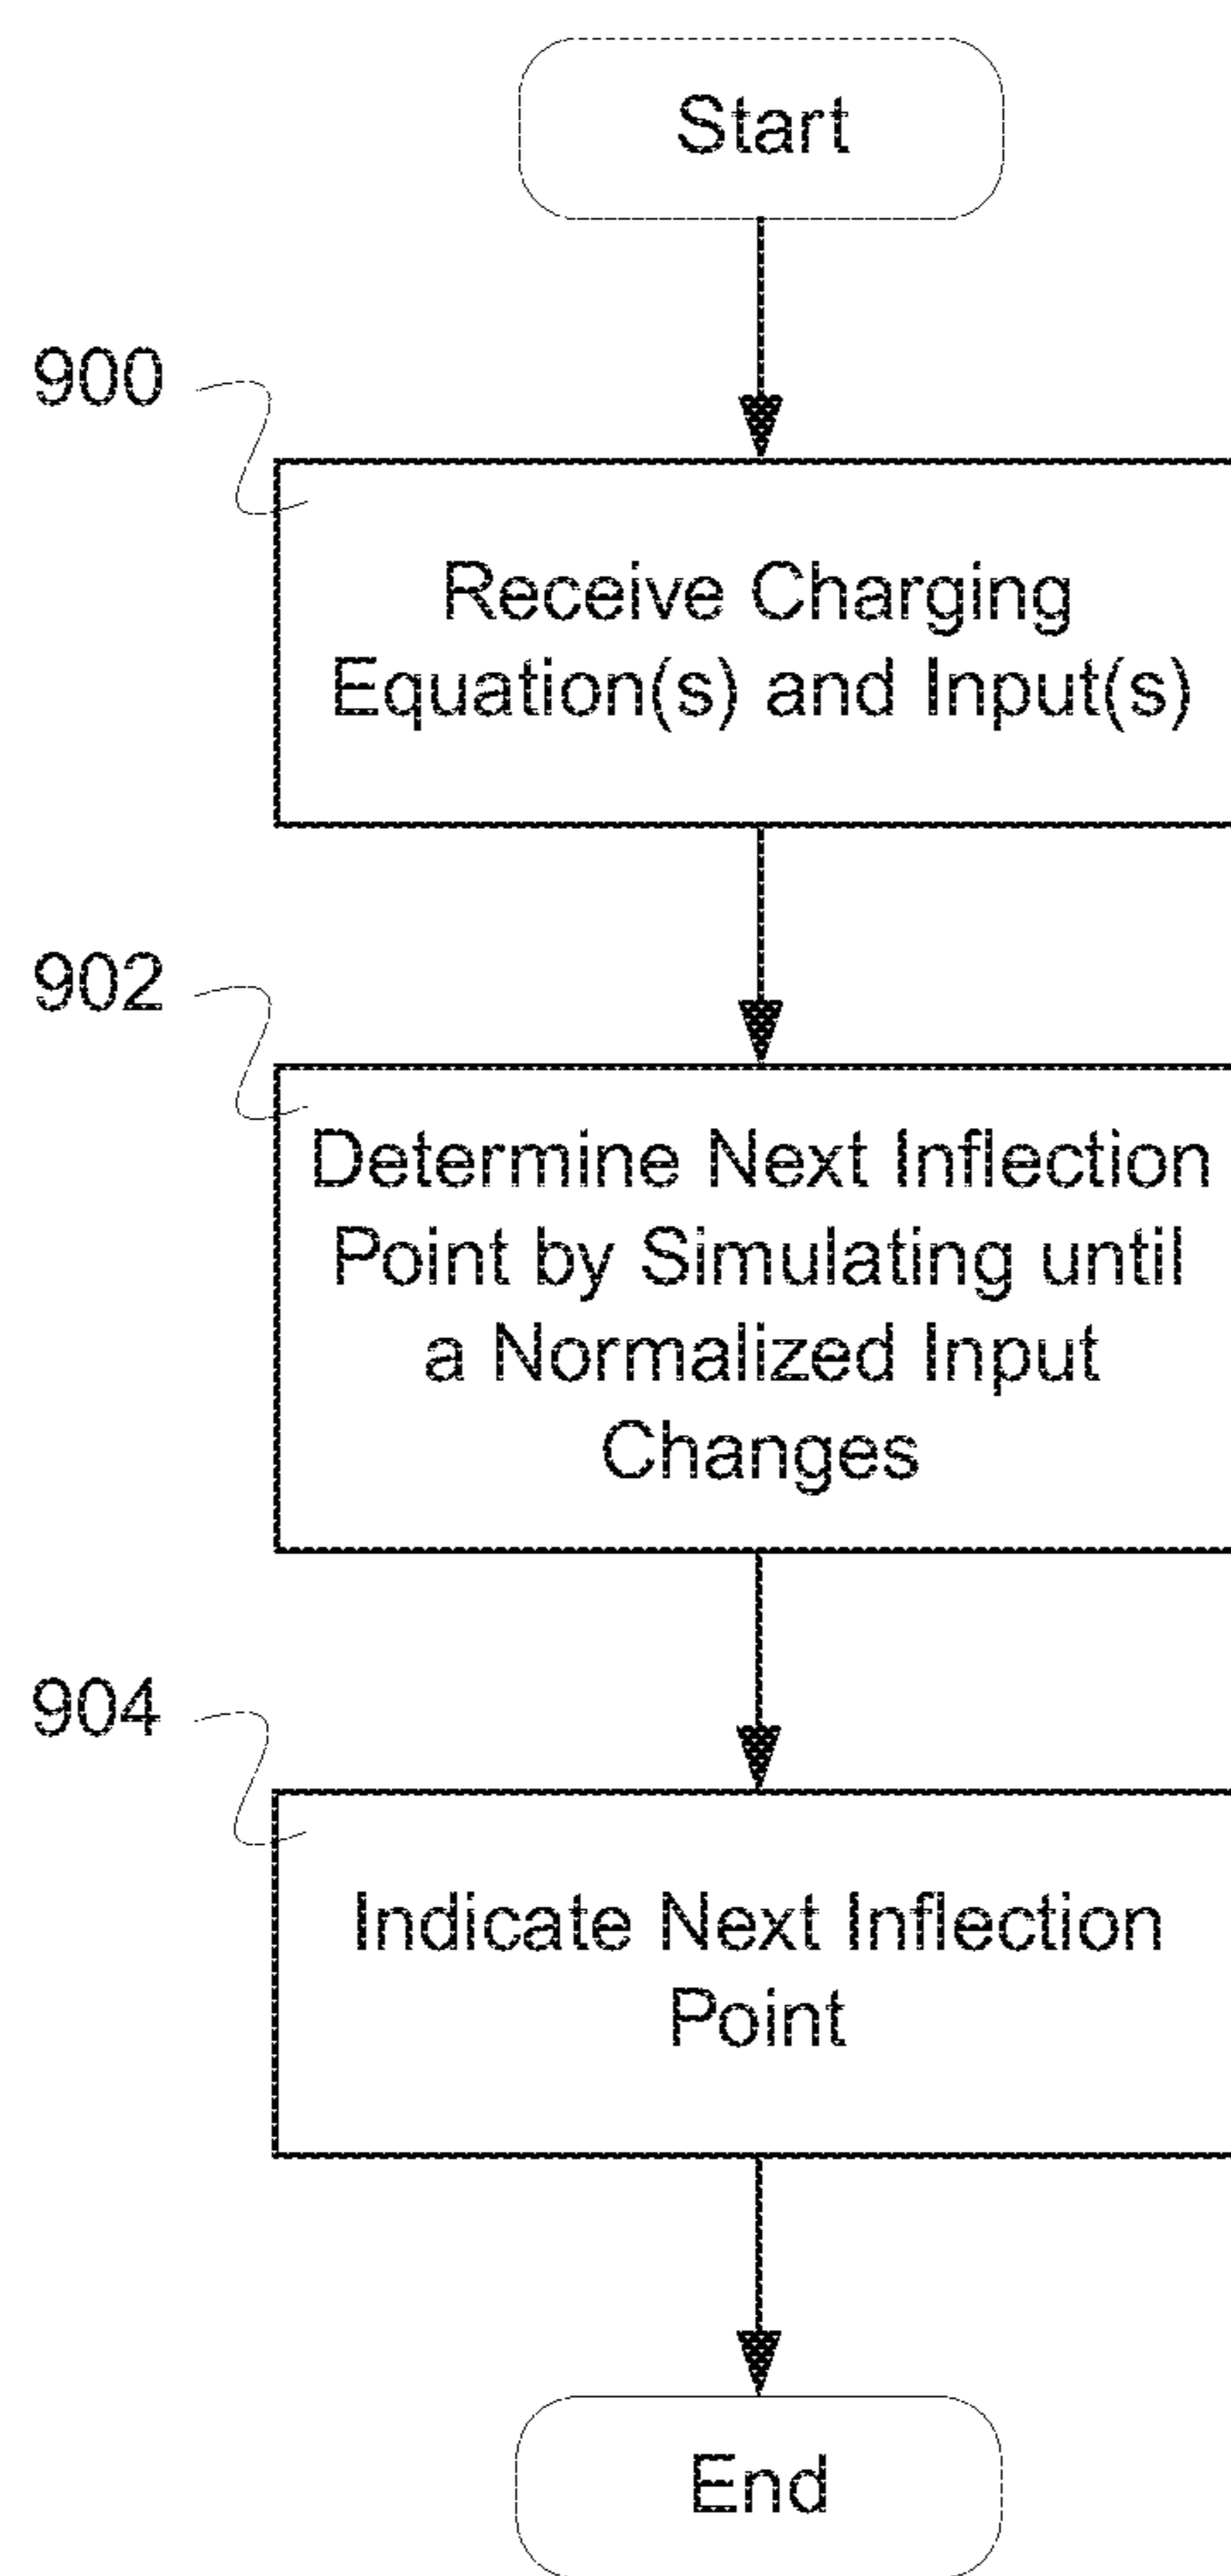 Start
900
Receive Charging
Equation(s) and Input(s)
902
Determine Next Inflection
Point by Simulating until
a Normalized Input
Changes
904
Indicate Next Inflection
Point
End